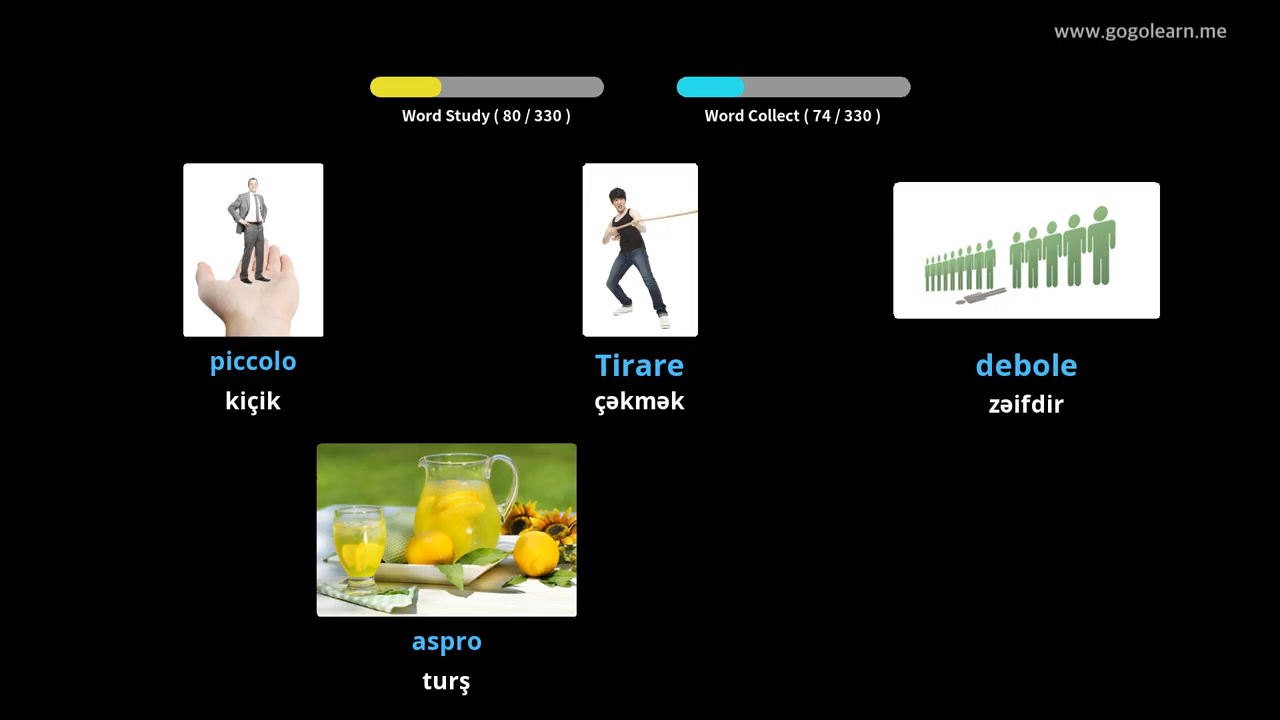 www.gogolearn.me
Word Study ( 80 / 330 )
Word Collect ( 74 / 330 )
piccolo
kiçik
Tirare
çəkmək
debole
zəifdir
aspro
turş